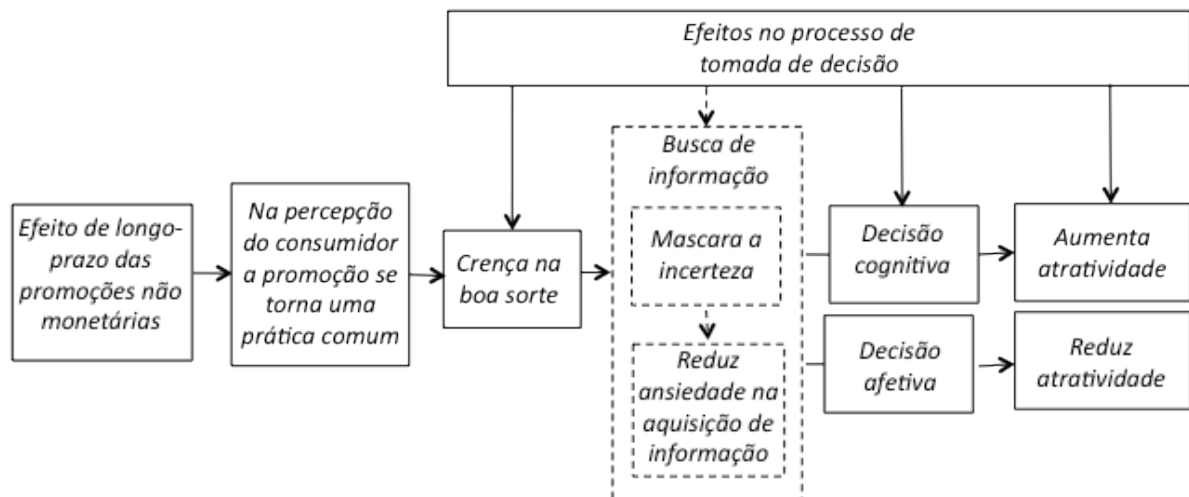 Efeitos no processo de
tomada de decisão
Efeito de longo-
prazo das
promoções não
monetárias
Na percepção
do consumidor
a promoção se
torna uma
prática comum
Crença na
boa sorte
Busca de
informação
Mascara a
incerteza
Reduz
ansiedade na
aquisição de
informação
Decisão
cognitiva
Aumenta
atratividade
Decisão
afetiva
Reduz
atratividade